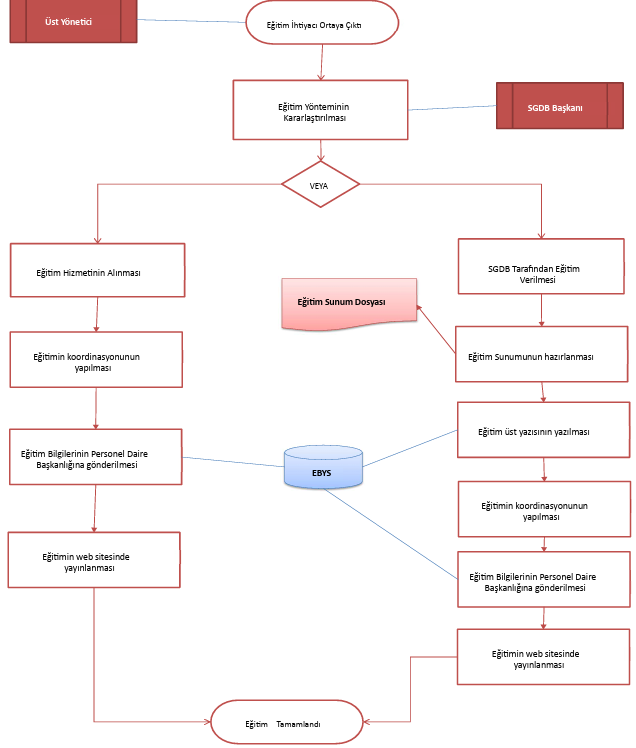 Üst Yönetici
Eğitim İhtiyacı Ortaya Çıktı
Eğitim Yönteminin
Kararlaştırılması
SGDB Başkanı
VEYA
Eğitim Hizmetinin Alınması
SGDB Tarafından Eğitim
Verilmesi
Eğitim Sunum Dosyası
Eğitimin koordinasyonunun
yapılması
Eğitim Sunumunun hazırlanması
Eğitim üst yazısının yazılması
Eğitim Bilgilerinin Personel Daire
Başkanlığına gönderilmesi
EBYS
Eğitimin koordinasyonunun
yapılması
Eğitimin web sitesinde
yayınlanması
Eğitim Bilgilerinin Personel Daire
Başkanlığına gönderilmesi
Eğitimin web sitesinde
yayınlanması
Eğitim Tamamlandı